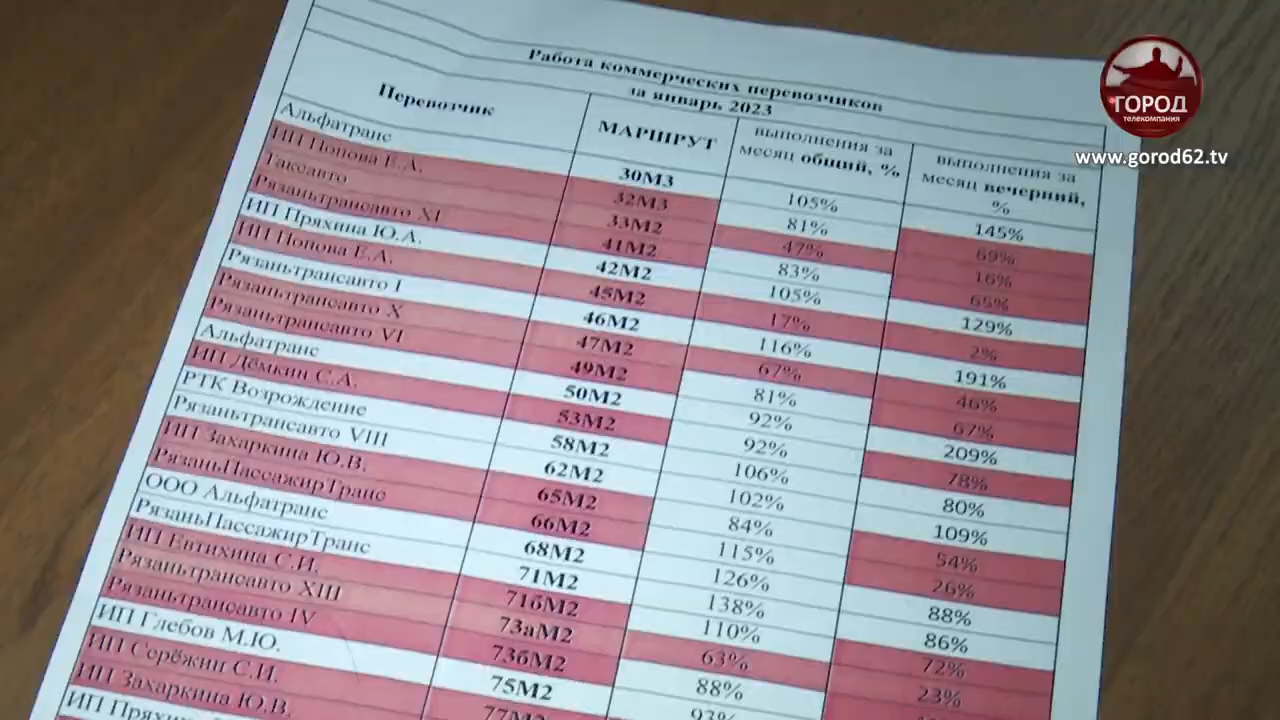 Работа коммерческих перевозчиков
за январь 2023
Перевозчик МАРШРУТ выполнения за месяц общий, % выполнения за месяц вечерний, %
Альфатранс 30М3 105% 145%
ИП Попова Е.А. 32М3 81% 69%
Таксавто 33М2 47% 16%
Рязаньтрансавто XI 41М2 83% 65%
ИП Пряхина Ю.А. 42М2 105% 129%
ИП Попова Е.А. 45М2 17% 2%
Рязаньтрансавто I 46М2 116% 191%
Рязаньтрансавто X 47М2 67% 46%
Рязаньтрансавто VI 49М2 81% 67%
Альфатранс 50М2 92% 209%
ИП Дёмкин С.А. 53М2 92% 78%
РТК Возрождение 58М2 106% 80%
Рязаньтрансавто VIII 62М2 102% 109%
ИП Захаркина Ю.В. 65М2 84% 54%
РязаньПассажирТранс 66М2 115% 26%
ООО Альфатранс 68М2 126% 88%
РязаньПассажирТранс 71М2 138% 86%
ИП Евтихина С.И. 71бМ2 110% 72%
Рязаньтрансавто XIII 73аМ2 63% 23%
Рязаньтрансавто IV 73бМ2 88%
ИП Глебов М.Ю. 75М2 93%
ИП Серёжин С.И. 77М2
ИП Захаркина Ю.В.
ИП
ГОРОД
телекомпания
www.gorod62.tv